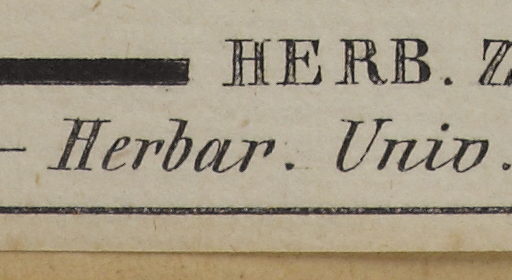 HERB. Z
— Herbar. Univ.